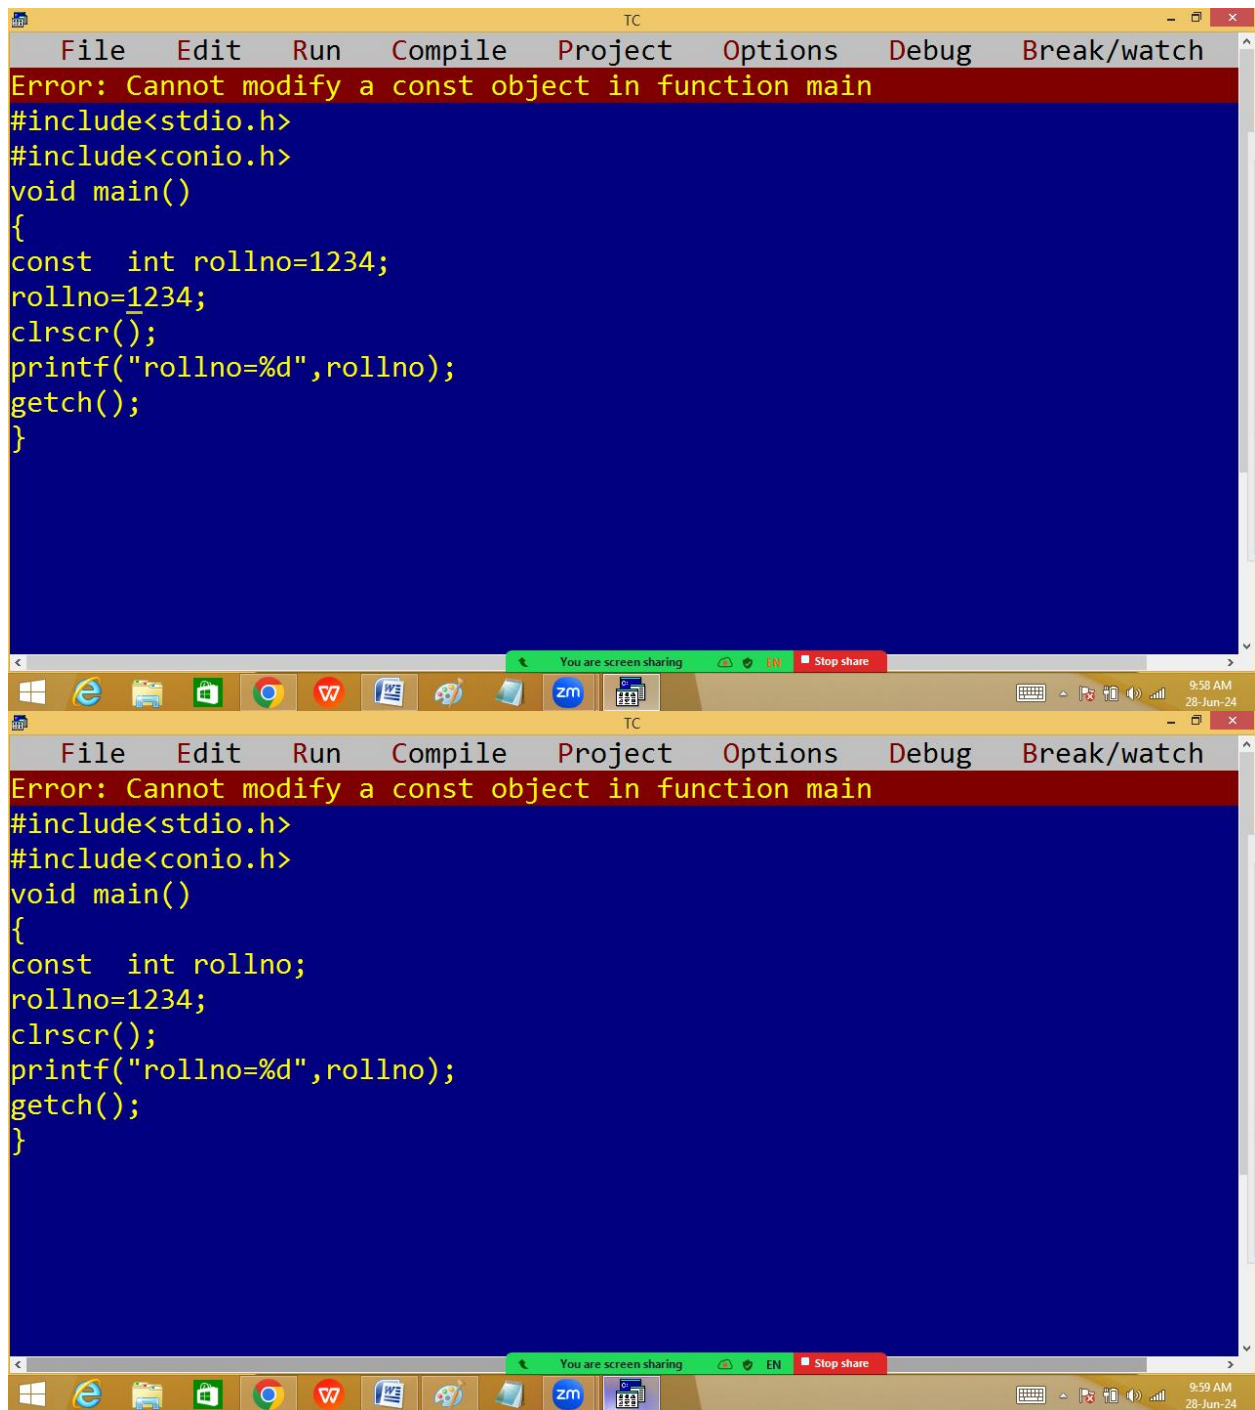 TC
File Edit Run Compile Project Options Debug Break/watch
Error: Cannot modify a const object in function main
#include<stdio.h>
#include<conio.h>
void main()
{
const  int rollno=1234;
rollno=1234;
clrscr();
printf("rollno=%d",rollno);
getch();
}
You are screen sharing EN Stop share
W zm 9:58 AM
28-Jun-24
TC
File Edit Run Compile Project Options Debug Break/watch
Error: Cannot modify a const object in function main
#include<stdio.h>
#include<conio.h>
void main()
{
const  int rollno;
rollno=1234;
clrscr();
printf("rollno=%d",rollno);
getch();
}
You are screen sharing EN Stop share
W zm 9:59 AM
28-Jun-24